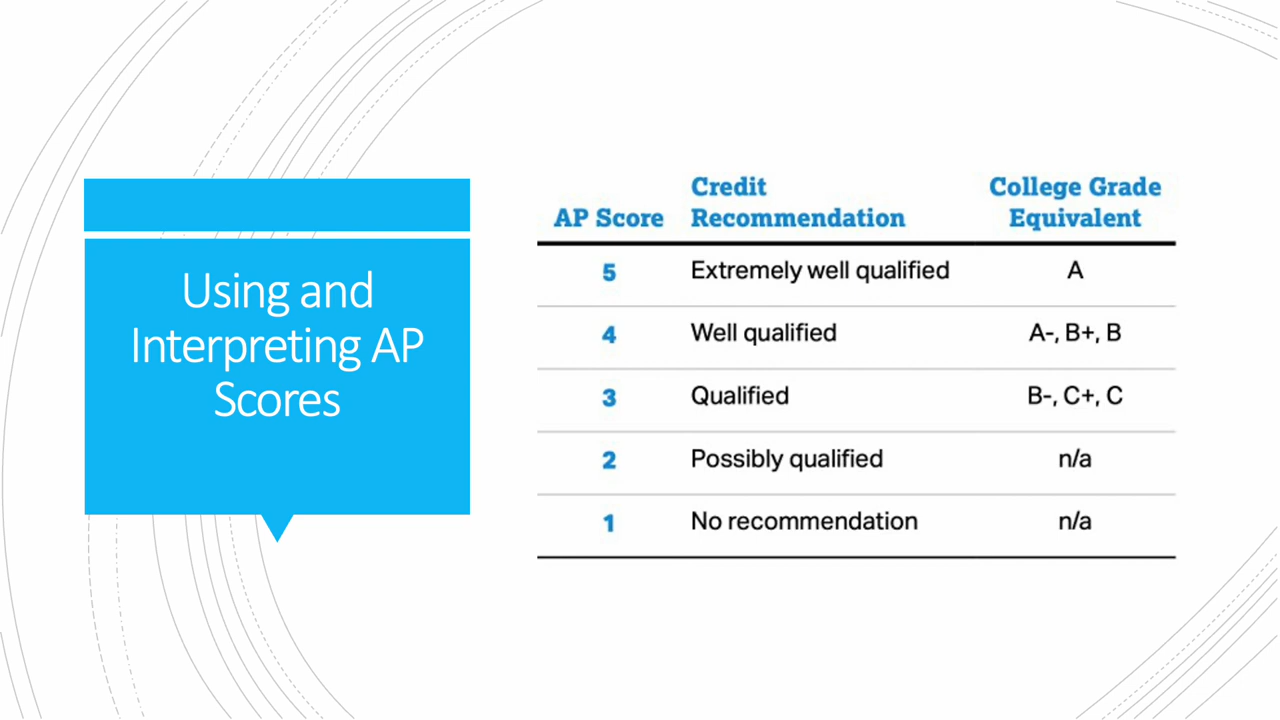 Using and
Interpreting AP
Scores
AP Score Credit Recommendation College Grade Equivalent
5 Extremely well qualified A
4 Well qualified A-, B+, B
3 Qualified B-, C+, C
2 Possibly qualified n/a
1 No recommendation n/a